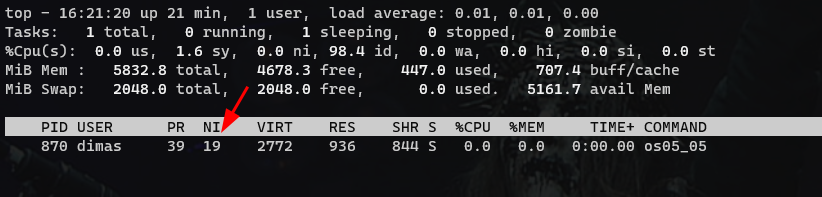 top - 16:21:20 up 21 min,  1 user,  load average: 0.01, 0.01, 0.00
Tasks:   1 total,   0 running,   1 sleeping,   0 stopped,   0 zombie
%Cpu(s):  0.0 us,  1.6 sy,  0.0 ni, 98.4 id,  0.0 wa,  0.0 hi,  0.0 si,  0.0 st
MiB Mem :   5832.8 total,   4678.3 free,    447.0 used,    707.4 buff/cache
MiB Swap:   2048.0 total,   2048.0 free,      0.0 used.   5161.7 avail Mem
PID USER      PR  NI    VIRT    RES    SHR S  %CPU  %MEM     TIME+ COMMAND
870 dimas     39  19    2772    936    844 S   0.0   0.0   0:00.00 os05_05